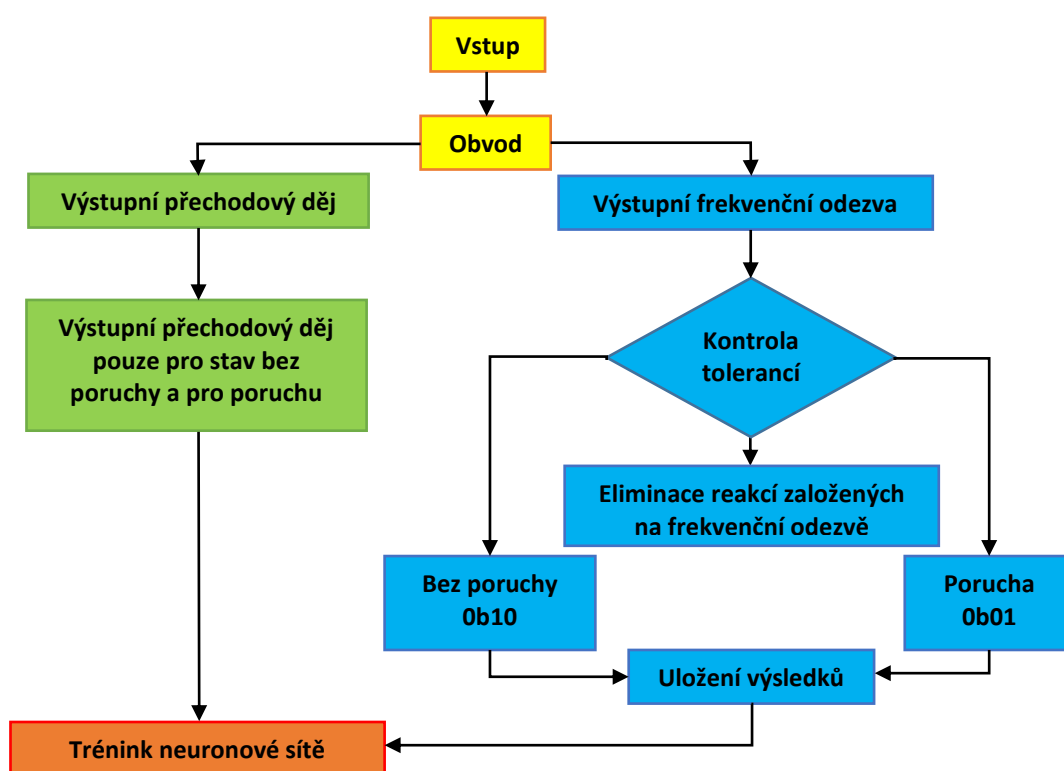 Vstup
Obvod
Výstupní přechodový děj
Výstupní frekvenční odezva
Výstupní přechodový děj
pouze pro stav bez
poruchy a pro poruchu
Kontrola
tolerancí
Eliminace reakcí založených
na frekvenční odezvě
Bez poruchy
0b10
Porucha
0b01
Uložení výsledků
Trénink neuronové sítě